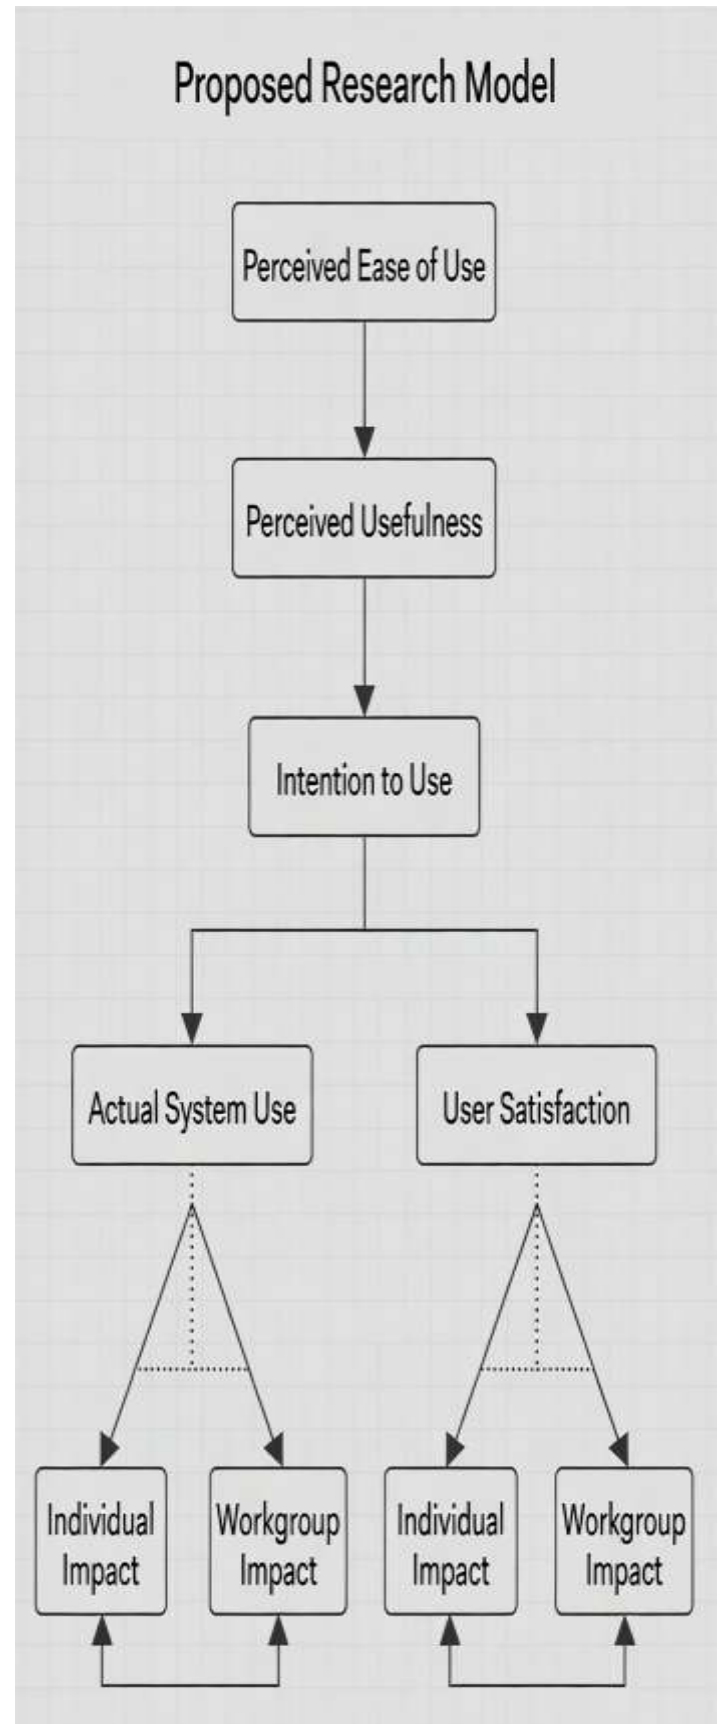 Proposed Research Model
Perceived Ease of Use
Perceived Usefulness
Intention to Use
Actual System Use
User Satisfaction
Individual
Impact
Workgroup
Impact
Individual
Impact
Workgroup
Impact